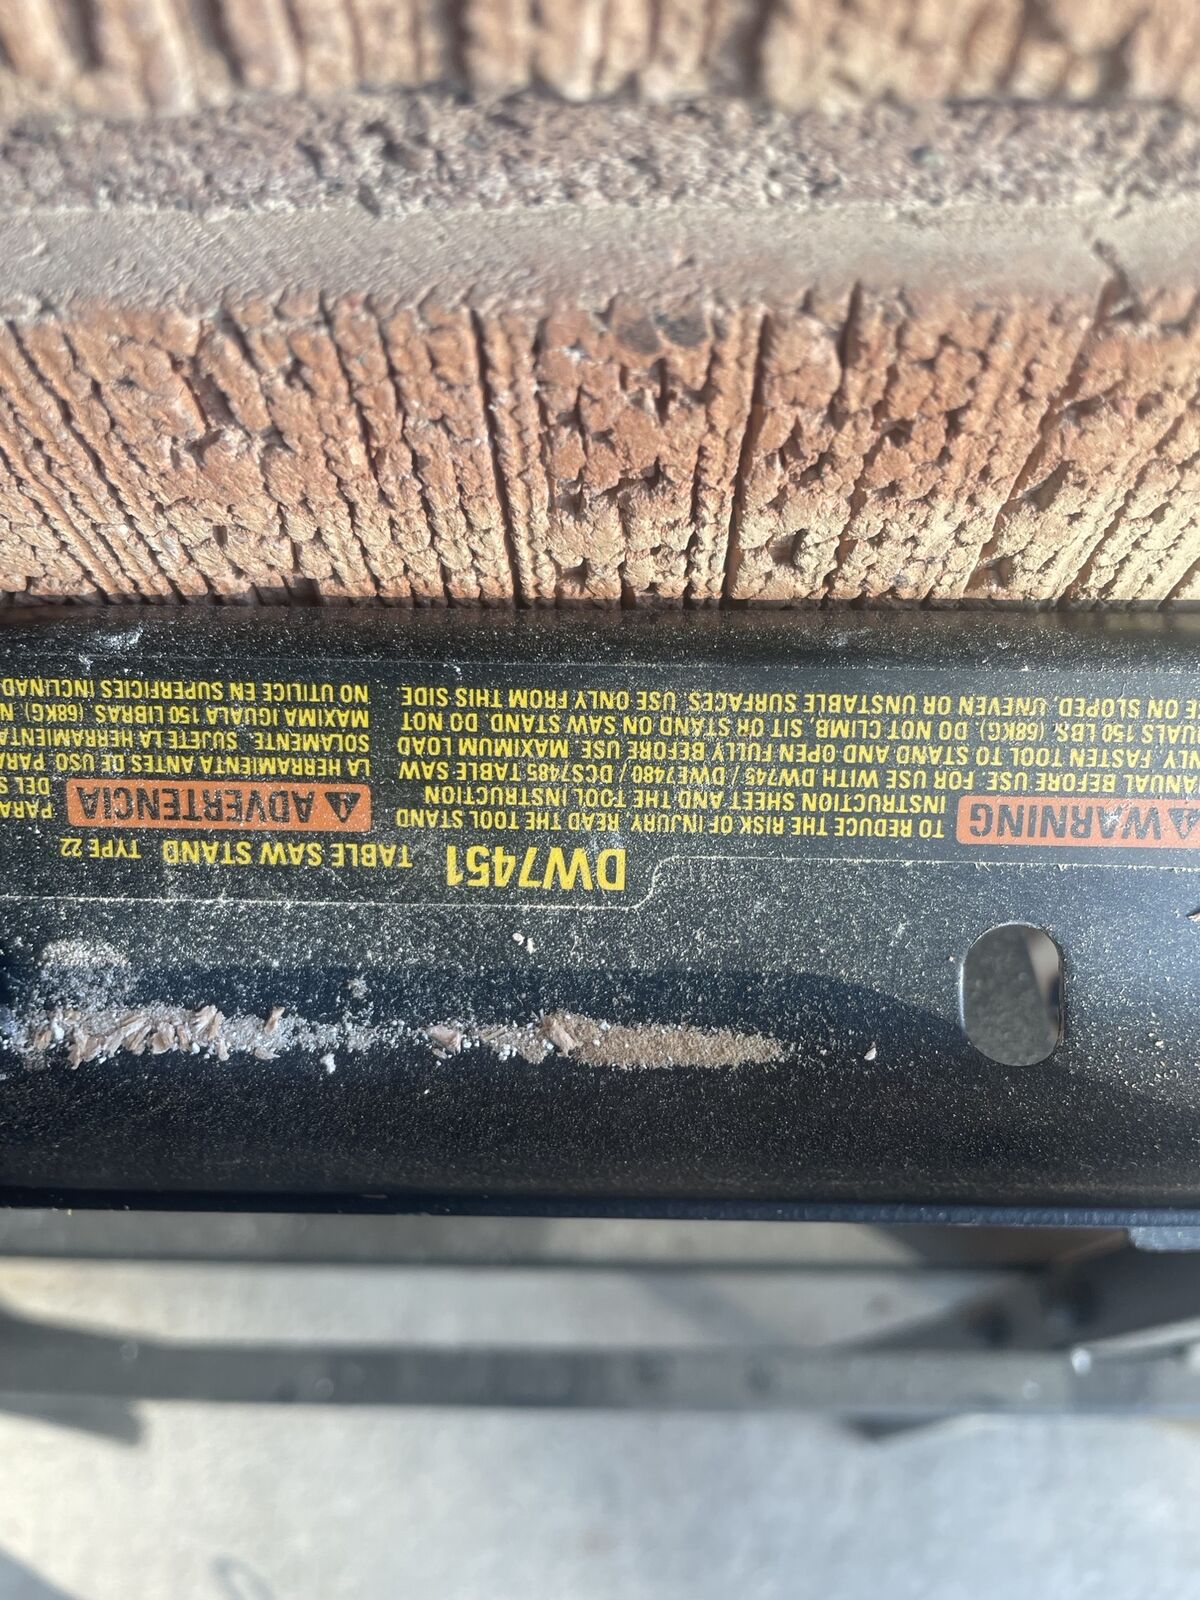 DW7451 TABLE SAW STAND TYPE 22
⚠ WARNING TO REDUCE THE RISK OF INJURY, READ THE TOOL STAND
INSTRUCTION SHEET AND THE TOOL INSTRUCTION
ANUAL BEFORE USE. FOR USE WITH DW745 / DWE7480 / DCS7485 TABLE SAW
NLY. FASTEN TOOL TO STAND AND OPEN FULLY BEFORE USE. MAXIMUM LOAD
QUALS 150 LBS. (68KG). DO NOT CLIMB, SIT OR STAND ON SAW STAND. DO NOT
E ON SLOPED, UNEVEN OR UNSTABLE SURFACES. USE ONLY FROM THIS SIDE.
⚠ ADVERTENCIA PARA
DEL S
LA HERRAMIENTA ANTES DE USO. PARA USO
SOLAMENTE. SUJETE LA HERRAMIENTA
MAXIMA IGUALA 150 LIBRAS (68KG). N
NO UTILICE EN SUPERFICIES INCLINAD